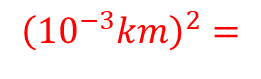 (10⁻³km)² =